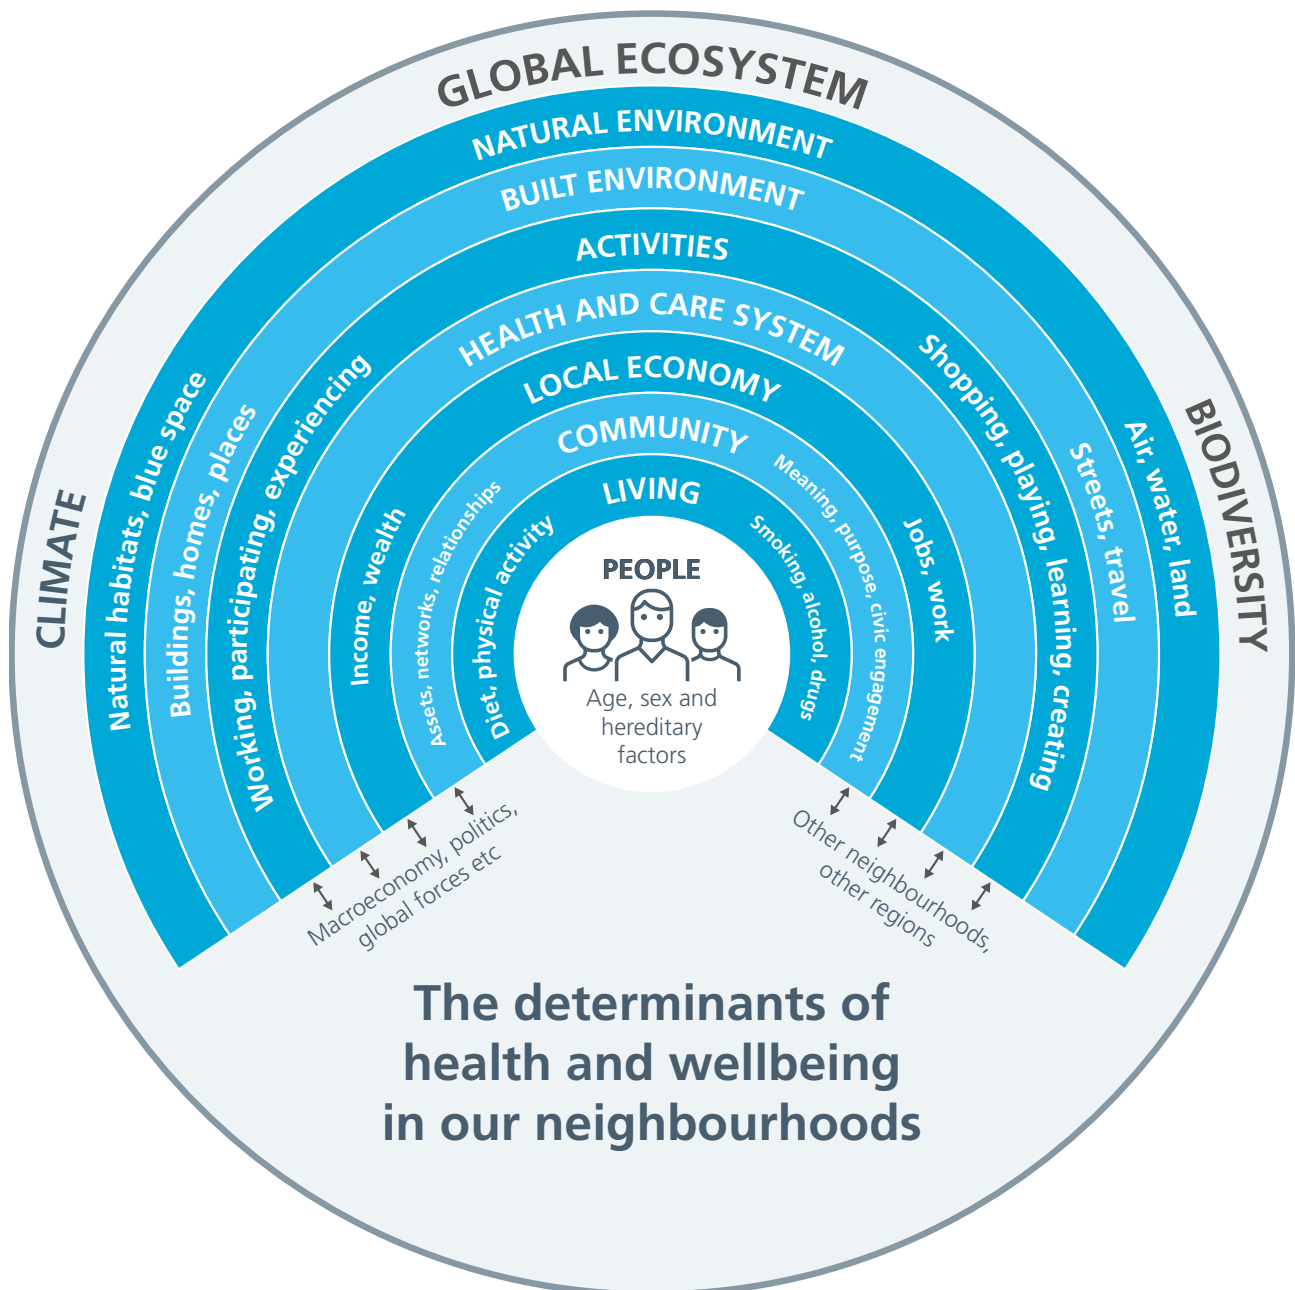 GLOBAL ECOSYSTEM
CLIMATE
BIODIVERSITY
NATURAL ENVIRONMENT
Natural habitats, blue space
Air, water, land
BUILT ENVIRONMENT
Buildings, homes, places
Streets, travel
ACTIVITIES
Working, participating, experiencing
Shopping, playing, learning, creating
HEALTH AND CARE SYSTEM
LOCAL ECONOMY
Income, wealth
Jobs, work
COMMUNITY
Assets, networks, relationships
Meaning, purpose, civic engagement
LIVING
Diet, physical activity
Smoking, alcohol, drugs
PEOPLE
Age, sex and
hereditary
factors
Macroeconomy, politics,
global forces etc
Other neighbourhoods,
other regions
The determinants of
health and wellbeing
in our neighbourhoods